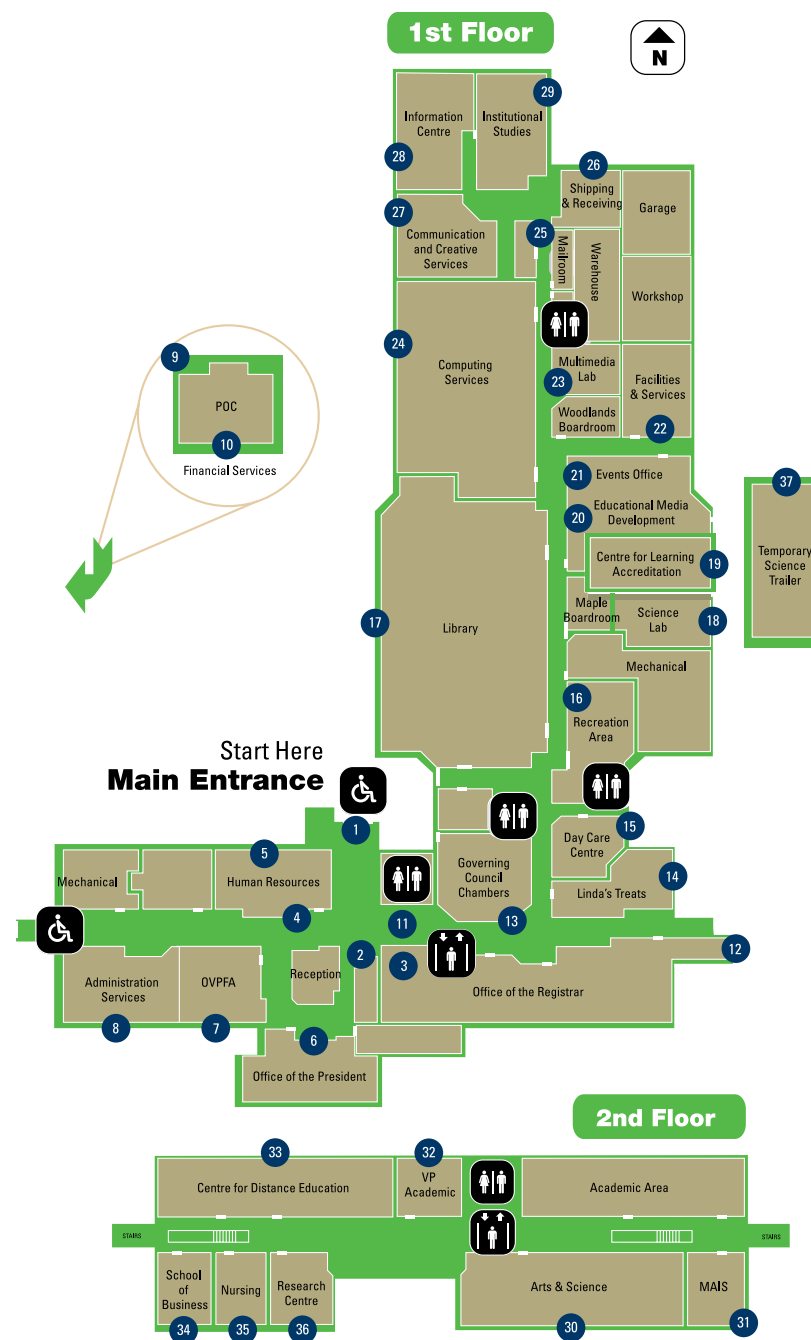 1st Floor
N
29
Information
Centre
Institutional
Studies
28
26
Shipping
& Receiving
Garage
27
Communication
and Creative
Services
25
Mailroom
Warehouse
Workshop
24
Computing
Services
Multimedia
Lab
23
Facilities
& Services
Woodlands
Boardroom
22
9
POC
10
Financial Services
21
Events Office
20
Educational Media
Development
37
Centre for Learning
Accreditation
19
Temporary
Science
Trailer
Maple
Boardroom
Science
Lab
18
17
Library
Mechanical
16
Recreation
Area
Start Here
Main Entrance
1
15
Day Care
Centre
5
Mechanical
Human Resources
4
Governing
Council
Chambers
13
Linda's Treats
14
11
2
3
12
Reception
Administration
Services
OVPFA
Office of the Registrar
8
7
6
Office of the President
2nd Floor
33
32
Centre for Distance Education
VP
Academic
Academic Area
STAIRS
STAIRS
School
of
Business
Nursing
Research
Centre
Arts & Science
MAIS
34
35
36
30
31